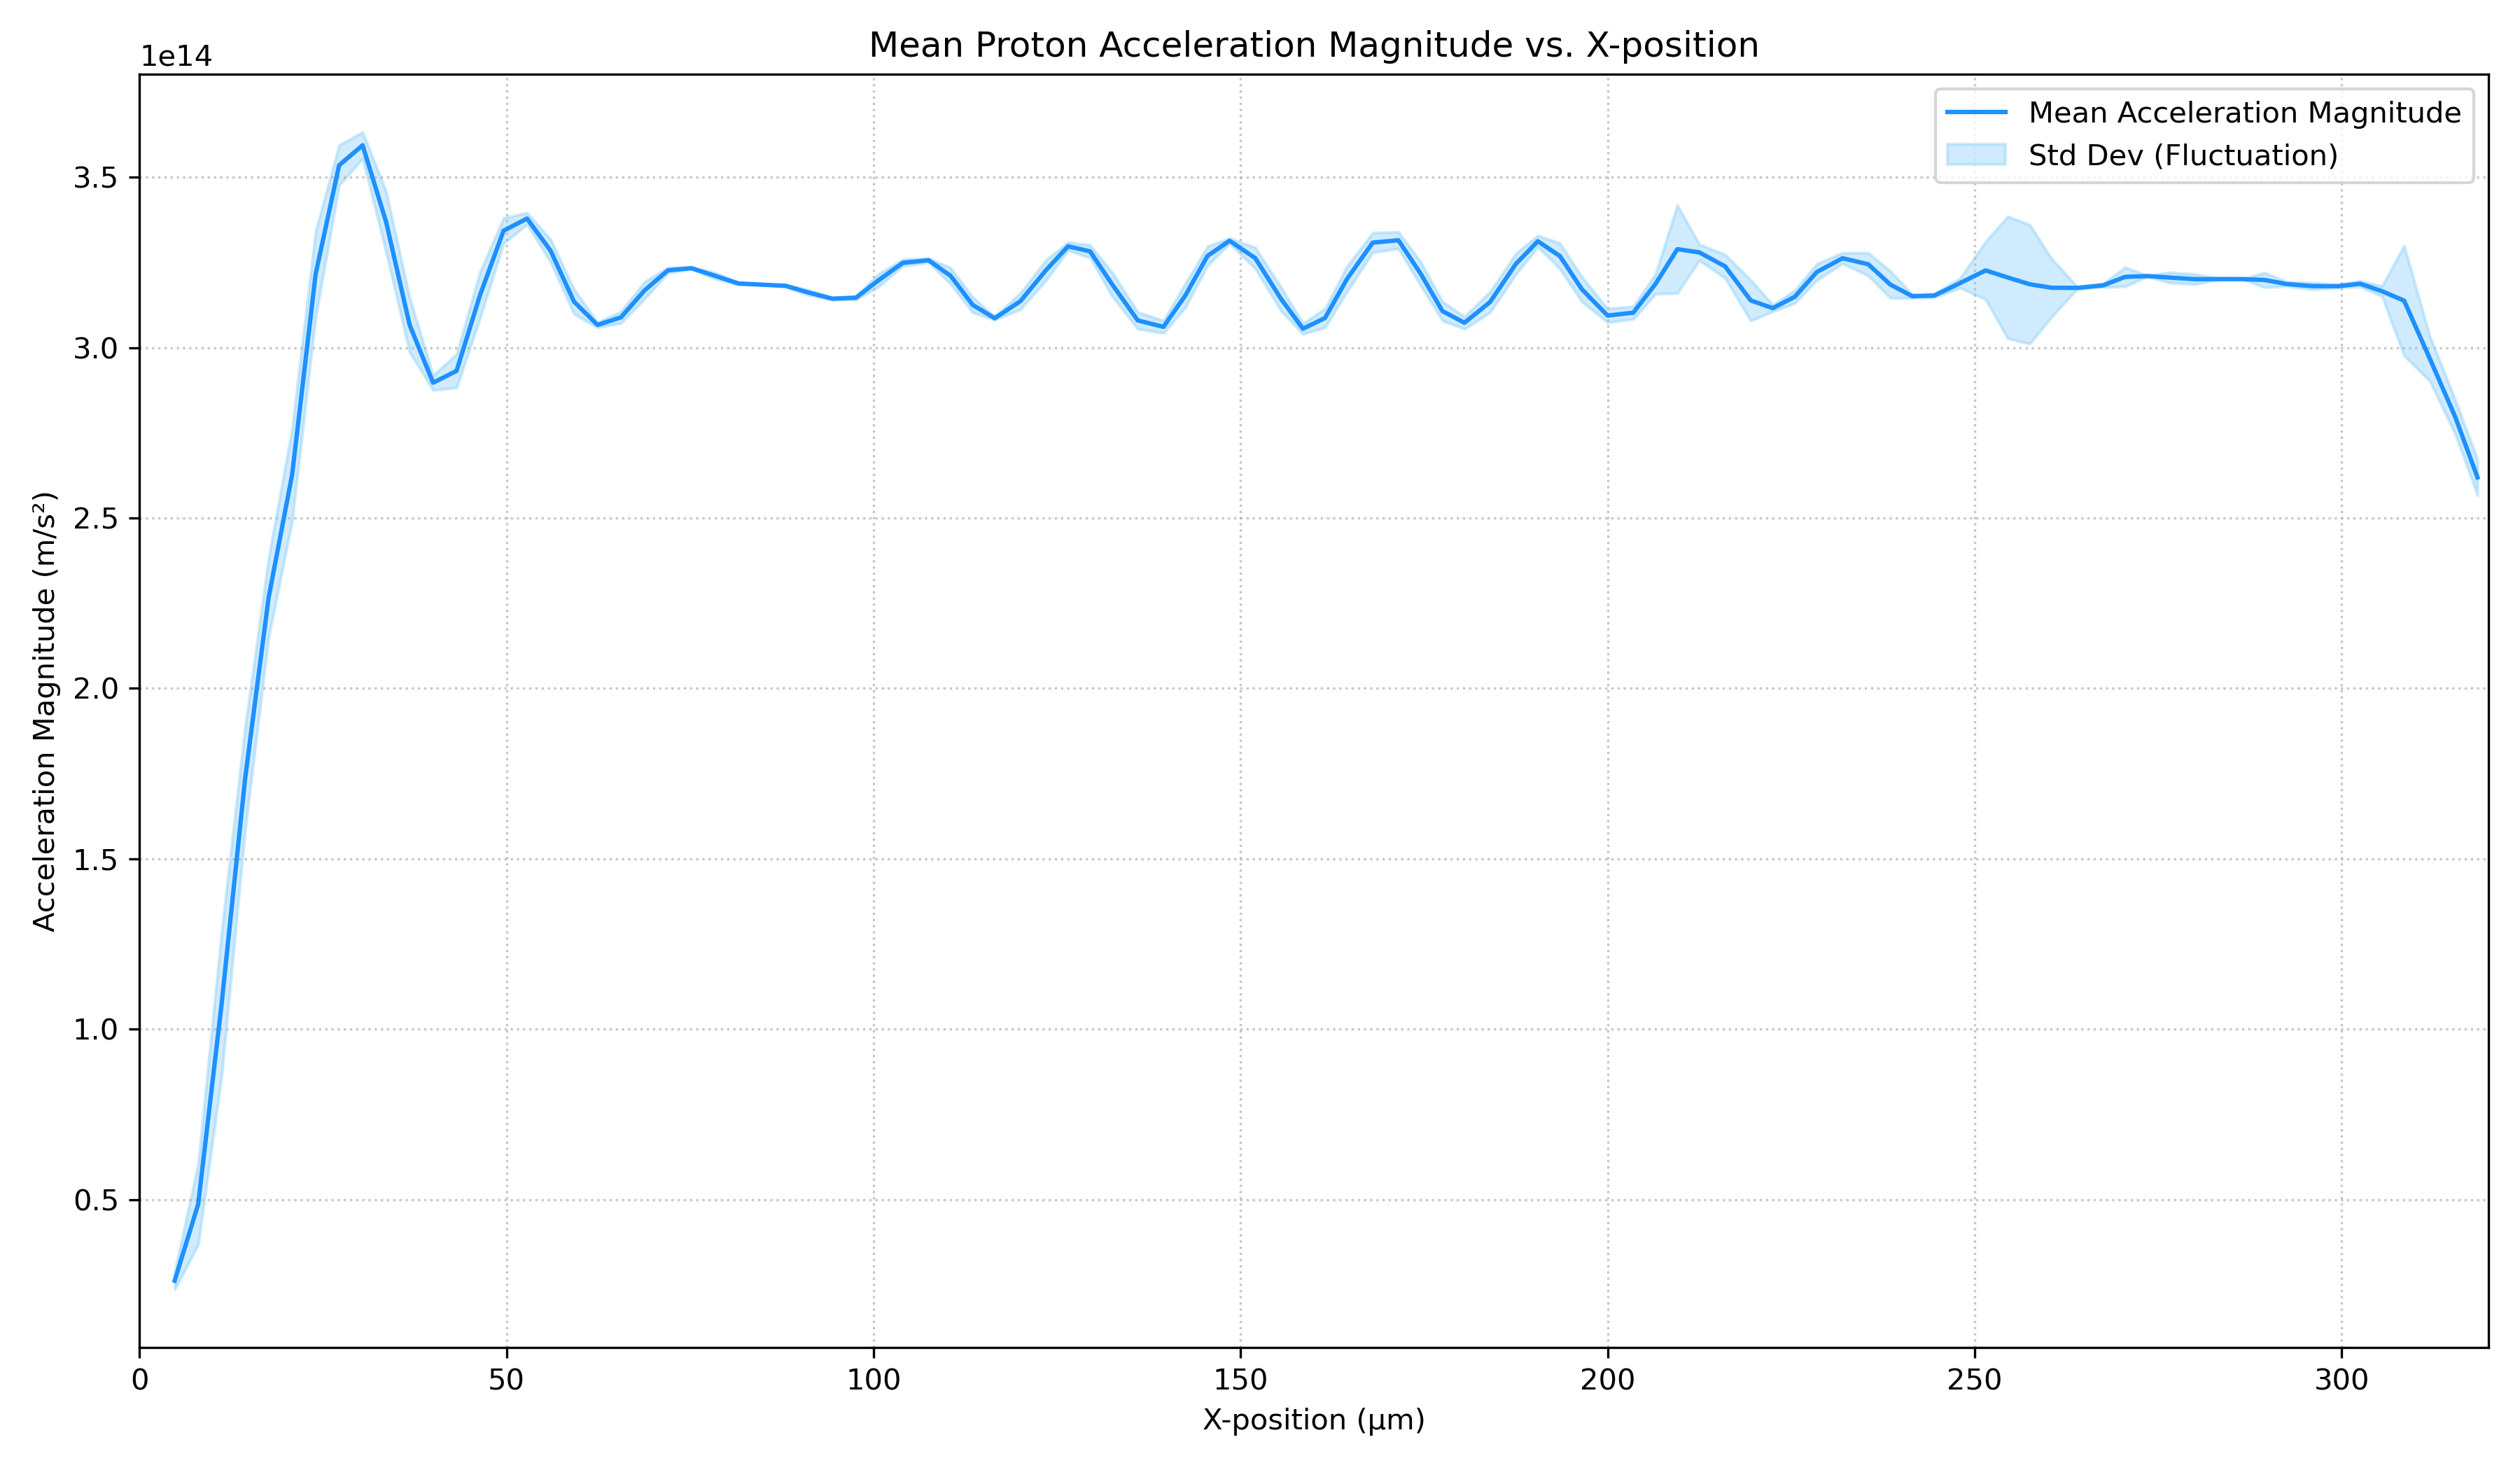 Mean Proton Acceleration Magnitude vs. X-position
1e14
Mean Acceleration Magnitude
Std Dev (Fluctuation)
3.5
3.0
2.5
2.0
1.5
1.0
0.5
Acceleration Magnitude (m/s²)
0 50 100 150 200 250 300
X-position (μm)